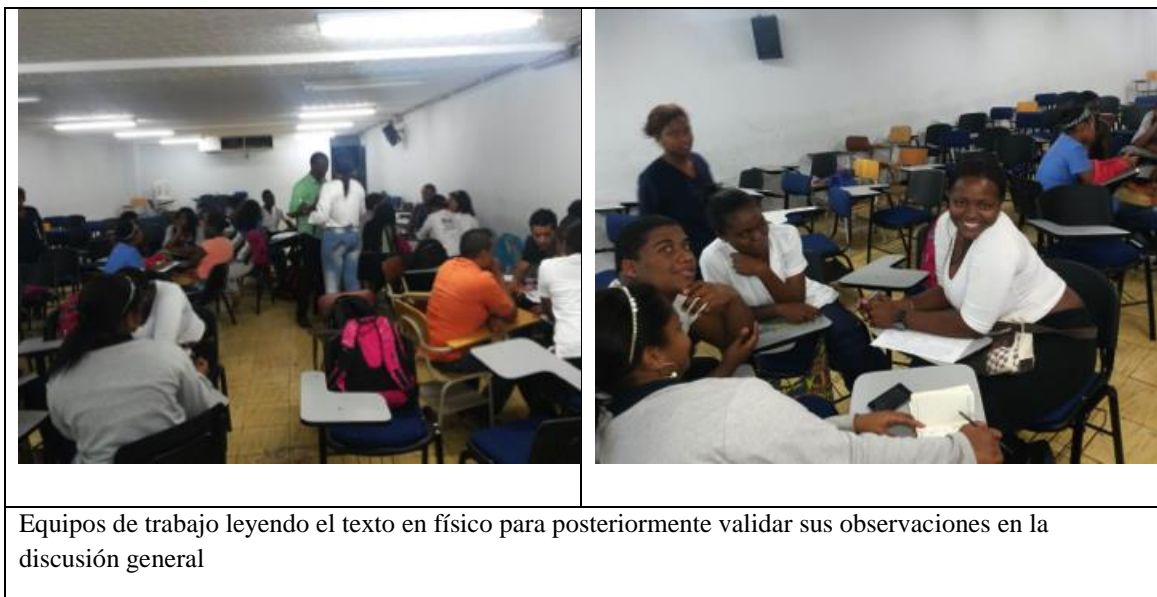 Equipos de trabajo leyendo el texto en físico para posteriormente validar sus observaciones en la
discusión general